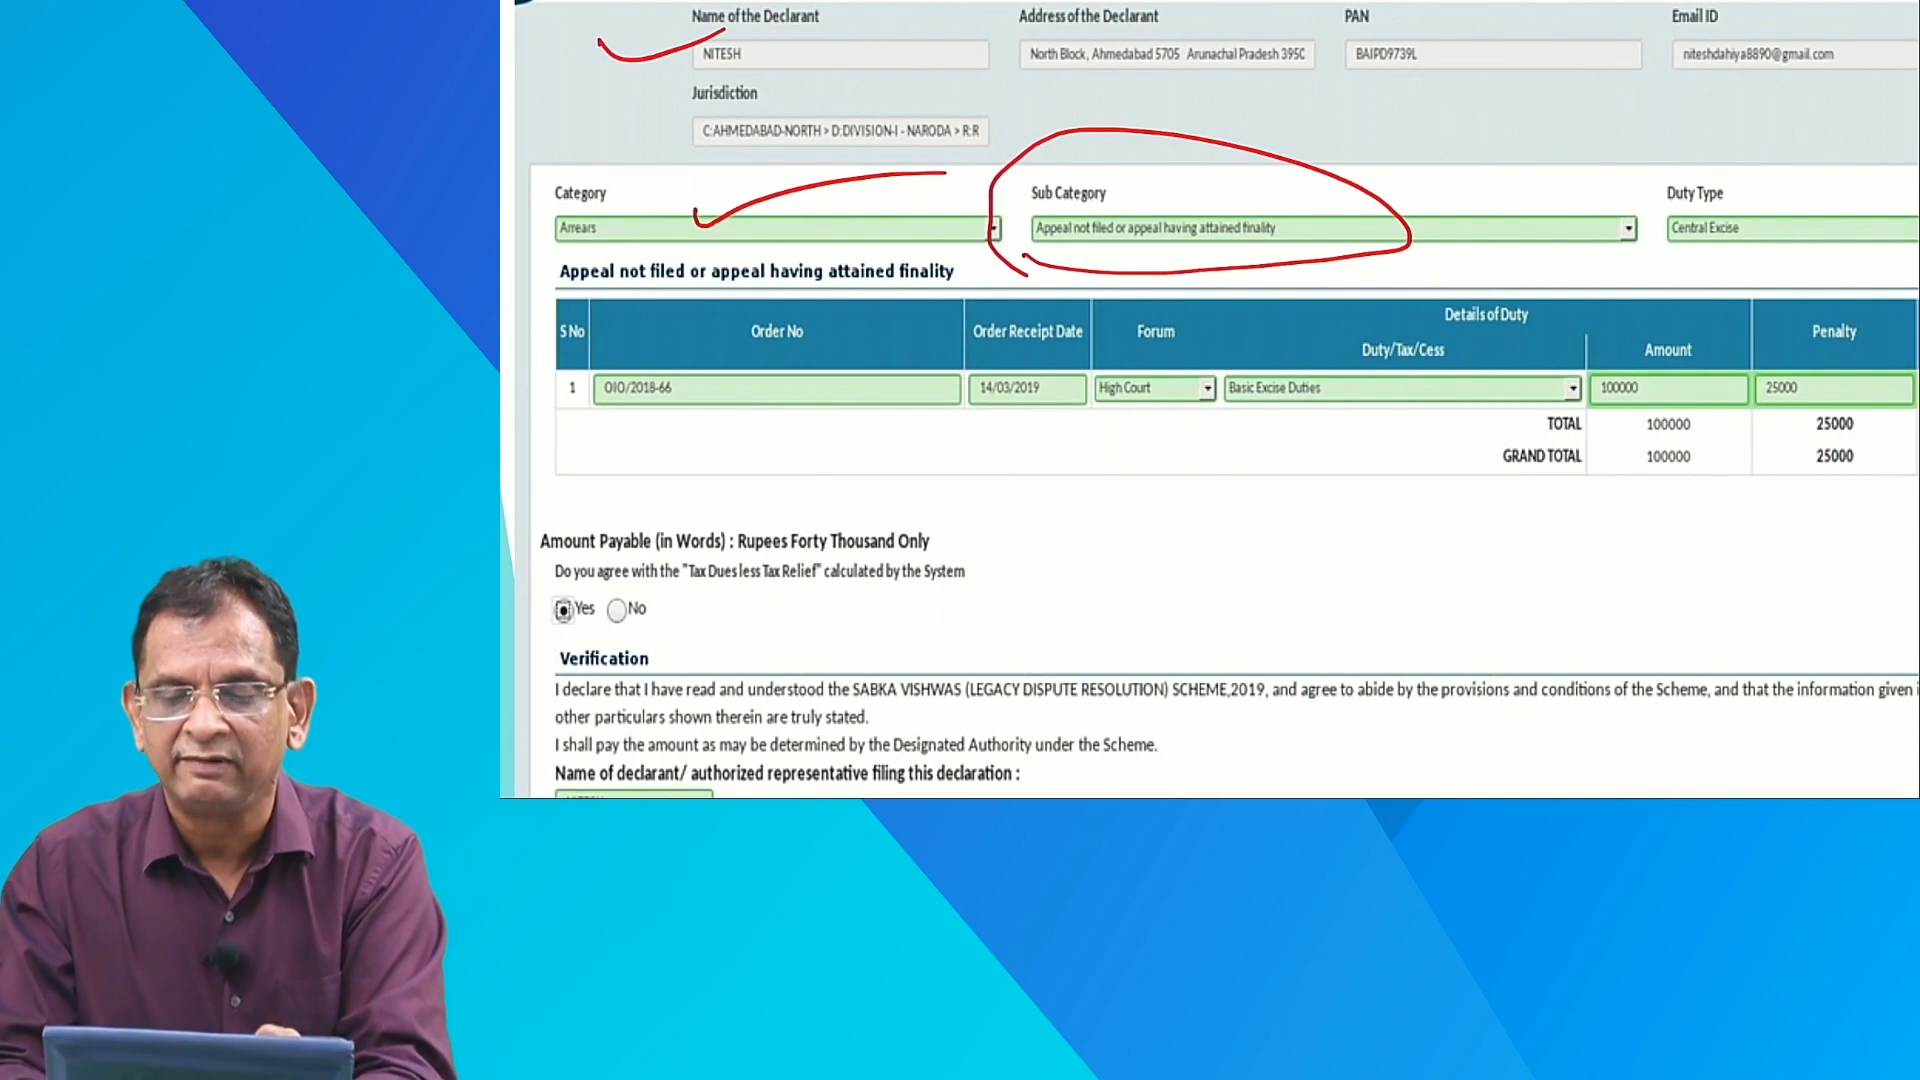 Name of the Declarant Address of the Declarant PAN Email ID
NITESH North Block, Ahmedabad 5705 Arunachal Pradesh 395C BAIPD9739L niteshdahiya8890@gmail.com
Jurisdiction
C:AHMEDABAD-NORTH > D:DIVISION-I - NARODA > R:R
Category Sub Category Duty Type
Arrears Appeal not filed or appeal having attained finality Central Excise
Appeal not filed or appeal having attained finality
S No Order No Order Receipt Date Forum Details of Duty Penalty
Duty/Tax/Cess Amount
1 OIO/2018-66 14/03/2019 High Court Basic Excise Duties 100000 25000
TOTAL 100000 25000
GRAND TOTAL 100000 25000
Amount Payable (in Words) : Rupees Forty Thousand Only
Do you agree with the "Tax Dues less Tax Relief" calculated by the System
Yes No
Verification
I declare that I have read and understood the SABKA VISHWAS (LEGACY DISPUTE RESOLUTION) SCHEME,2019, and agree to abide by the provisions and conditions of the Scheme, and that the information given
other particulars shown therein are truly stated.
I shall pay the amount as may be determined by the Designated Authority under the Scheme.
Name of declarant/ authorized representative filing this declaration :